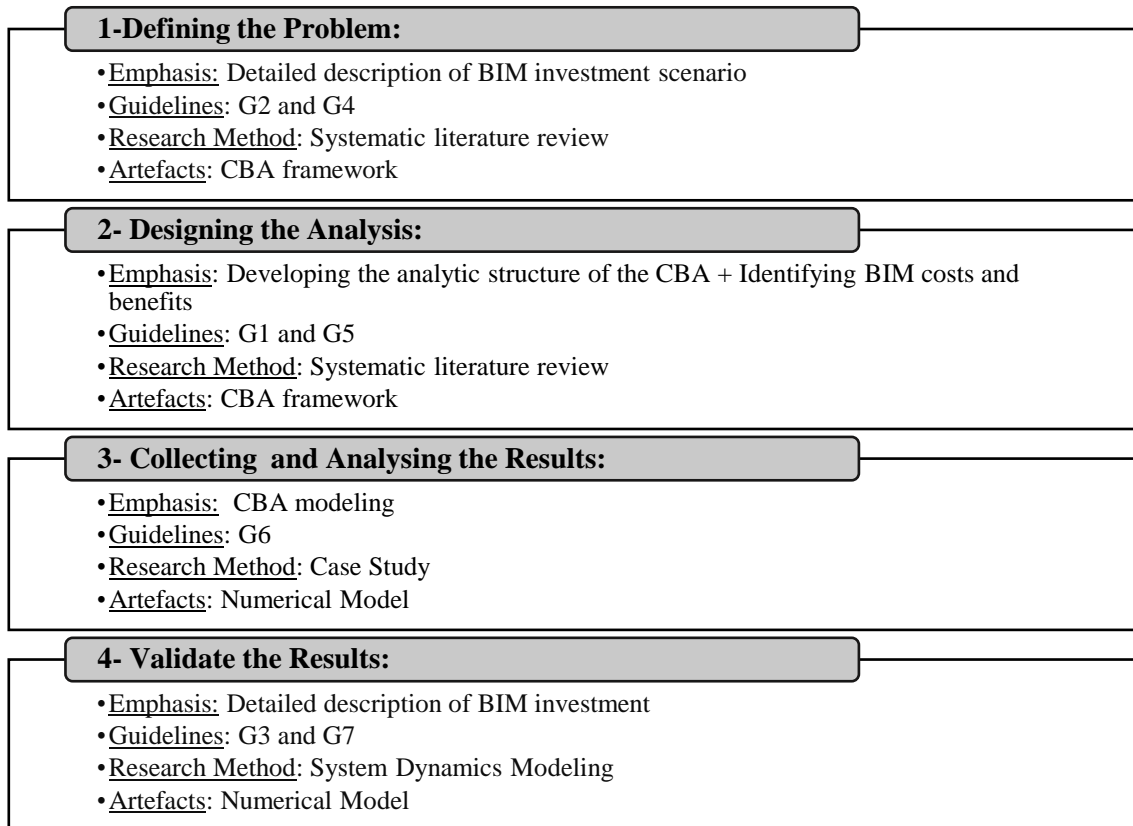 1-Defining the Problem:
•Emphasis: Detailed description of BIM investment scenario
•Guidelines: G2 and G4
•Research Method: Systematic literature review
•Artefacts: CBA framework
2- Designing the Analysis:
•Emphasis: Developing the analytic structure of the CBA + Identifying BIM costs and
benefits
•Guidelines: G1 and G5
•Research Method: Systematic literature review
•Artefacts: CBA framework
3- Collecting and Analysing the Results:
•Emphasis: CBA modeling
•Guidelines: G6
•Research Method: Case Study
•Artefacts: Numerical Model
4- Validate the Results:
•Emphasis: Detailed description of BIM investment
•Guidelines: G3 and G7
•Research Method: System Dynamics Modeling
•Artefacts: Numerical Model